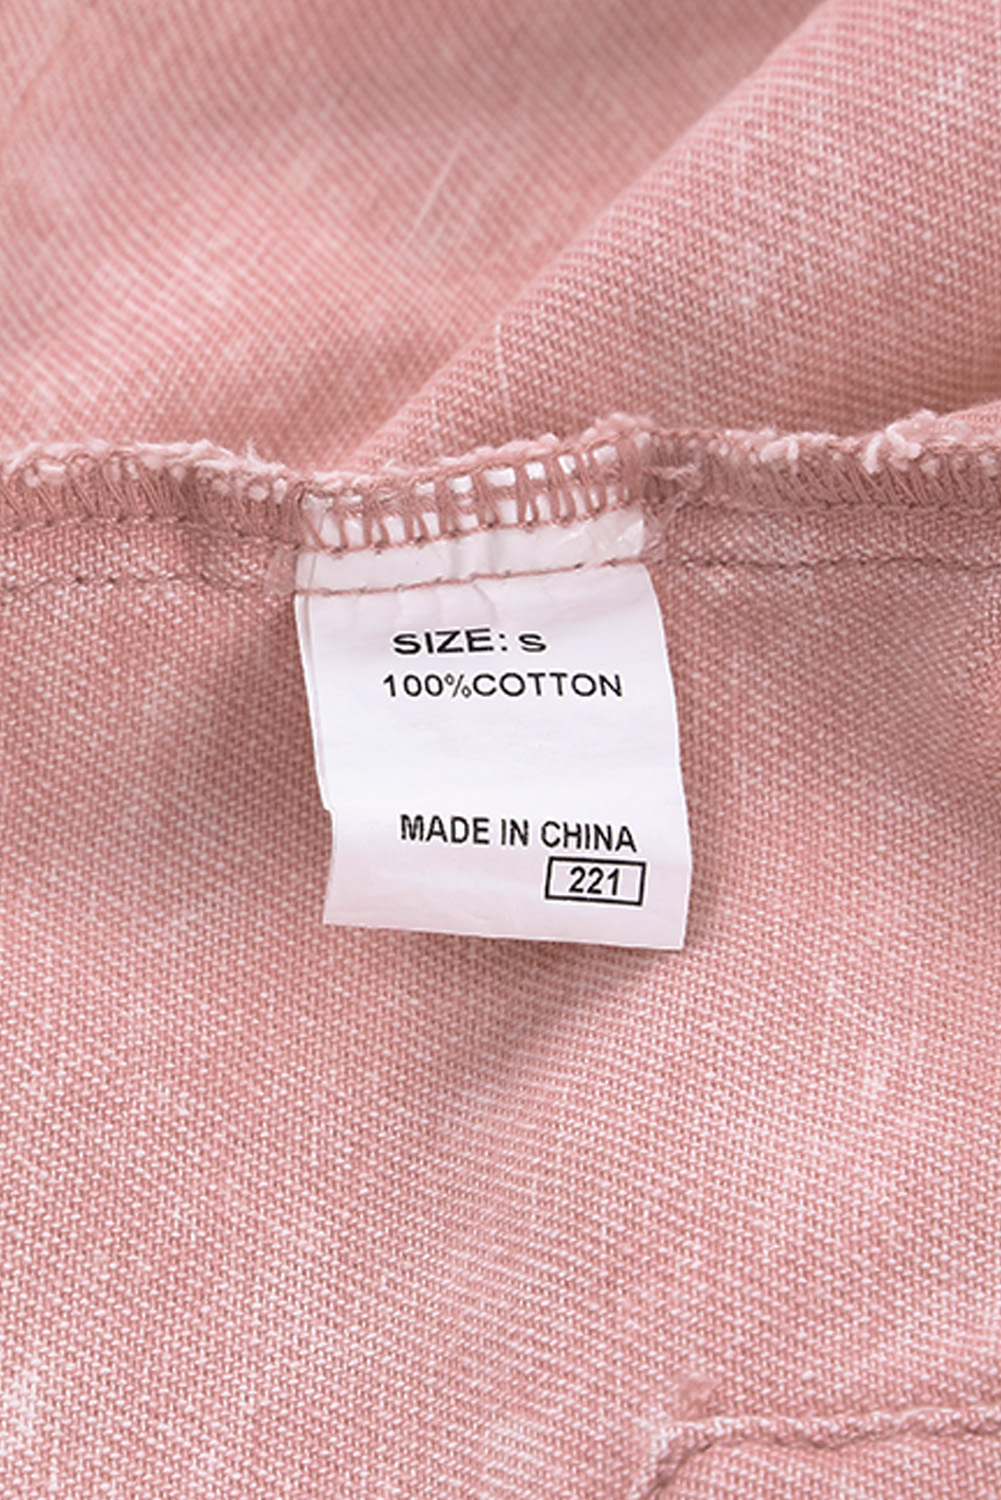 SIZE: S
100%COTTON
MADE IN CHINA
221